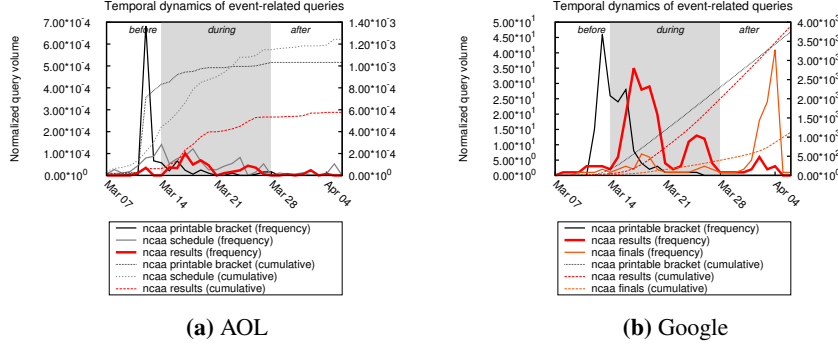 Temporal dynamics of event-related queries
before during after
Normalized query volume
7.00*10^-4
6.00*10^-4
5.00*10^-4
4.00*10^-4
3.00*10^-4
2.00*10^-4
1.00*10^-4
0.00*10^0
1.40*10^-3
1.20*10^-3
1.00*10^-3
8.00*10^-4
6.00*10^-4
4.00*10^-4
2.00*10^-4
0.00*10^0
Mar 07 Mar 14 Mar 21 Mar 28 Apr 04
ncaa printable bracket (frequency)
ncaa schedule (frequency)
ncaa results (frequency)
ncaa printable bracket (cumulative)
ncaa schedule (cumulative)
ncaa results (cumulative)
(a) AOL
Temporal dynamics of event-related queries
before during after
Normalized query volume
5.00*10^1
4.50*10^1
4.00*10^1
3.50*10^1
3.00*10^1
2.50*10^1
2.00*10^1
1.50*10^1
1.00*10^1
5.00*10^0
0.00*10^0
Mar 07 Mar 14 Mar 21 Mar 28 Apr 04
ncaa printable bracket (frequency)
ncaa results (frequency)
ncaa finals (frequency)
ncaa printable bracket (cumulative)
ncaa results (cumulative)
ncaa finals (cumulative)
(b) Google